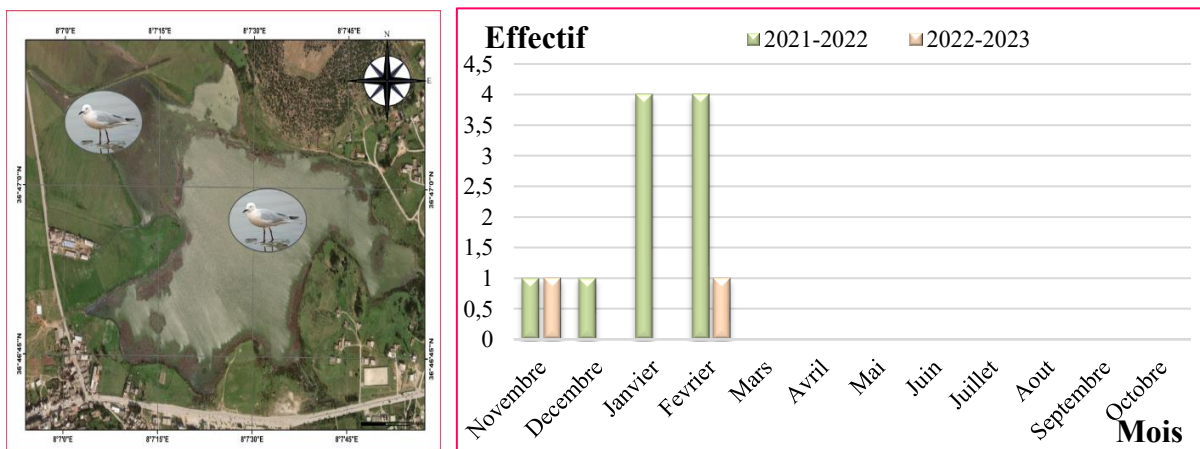 8°7'0"E 8°7'15"E 8°7'30"E 8°7'45"E
N
E
36°47'0"N
36°47'0"N
36°46'45"N
36°46'45"N
8°7'0"E 8°7'15"E 8°7'30"E 8°7'45"E
Effectif
2021-2022 2022-2023
4,5
4
3,5
3
2,5
2
1,5
1
0,5
0
Novembre Decembre Janvier Fevrier Mars Avril Mai Juin Juillet Aout Septembre Octobre
Mois